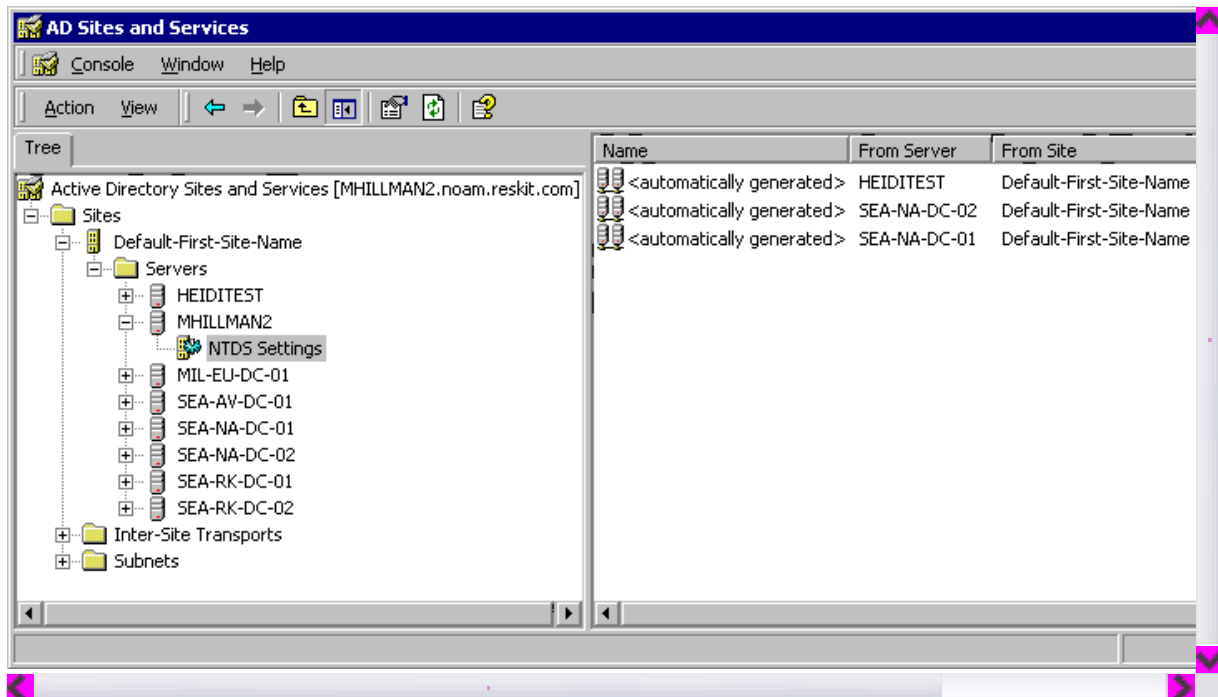 AD Sites and Services
Console Window Help
Action View
Tree
Active Directory Sites and Services [MHILLMAN2.noam.reskit.com]
Sites
Default-First-Site-Name
Servers
HEIDITEST
MHILLMAN2
NTDS Settings
MIL-EU-DC-01
SEA-AV-DC-01
SEA-NA-DC-01
SEA-NA-DC-02
SEA-RK-DC-01
SEA-RK-DC-02
Inter-Site Transports
Subnets
Name From Server From Site
<automatically generated> HEIDITEST Default-First-Site-Name
<automatically generated> SEA-NA-DC-02 Default-First-Site-Name
<automatically generated> SEA-NA-DC-01 Default-First-Site-Name